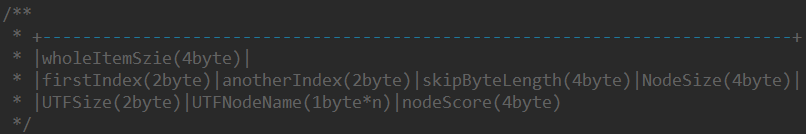 /**
 * +---------------------------------------------------------------------------+
 * |wholeItemSzie(4byte)|
 * |firstIndex(2byte)|anotherIndex(2byte)|skipByteLength(4byte)|NodeSize(4byte)|
 * |UTFSize(2byte)|UTFNodeName(1byte*n)|nodeScore(4byte)
 */